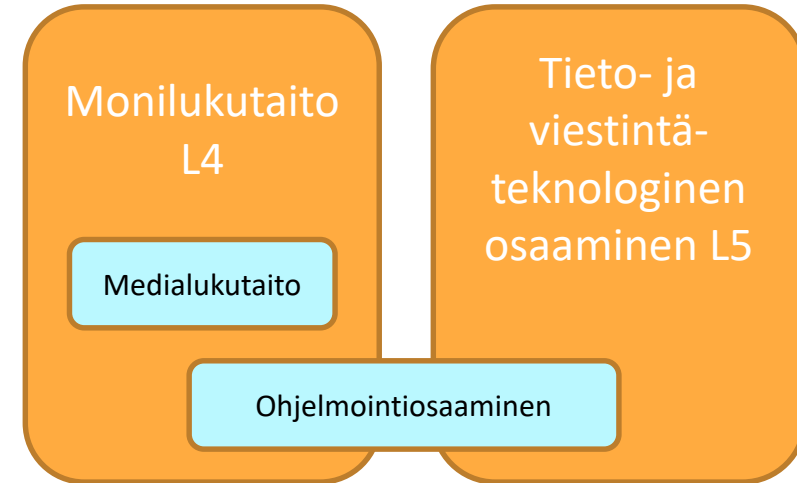 Monilukutaito
L4
Medialukutaito
Tieto- ja
viestintä-
teknologinen
osaaminen L5
Ohjelmointiosaaminen